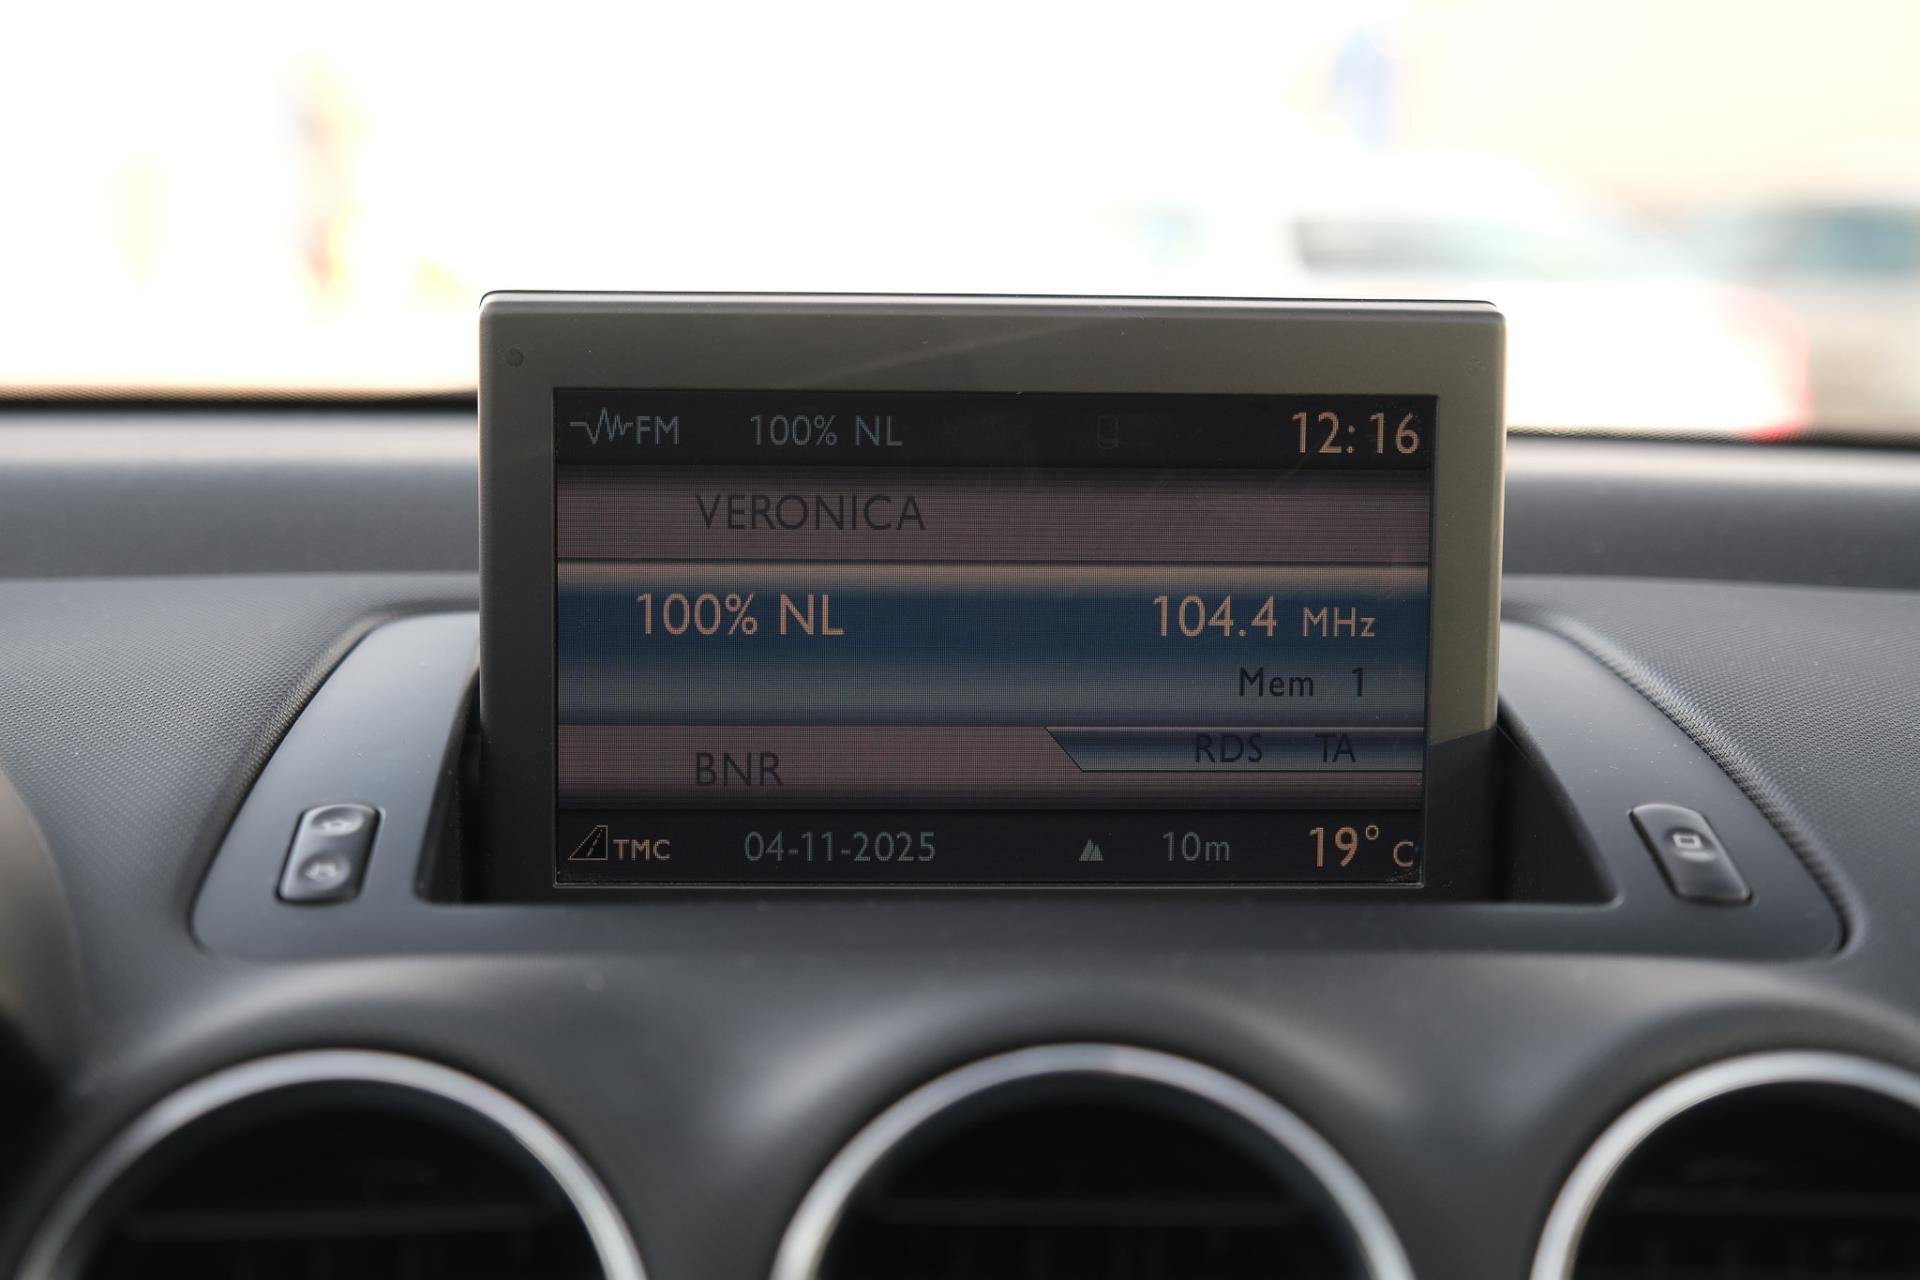 FM 100% NL 12:16
VERONICA
100% NL 104.4 MHz
Mem 1
RDS TA
BNR
TMC 04-11-2025 10m 19° C